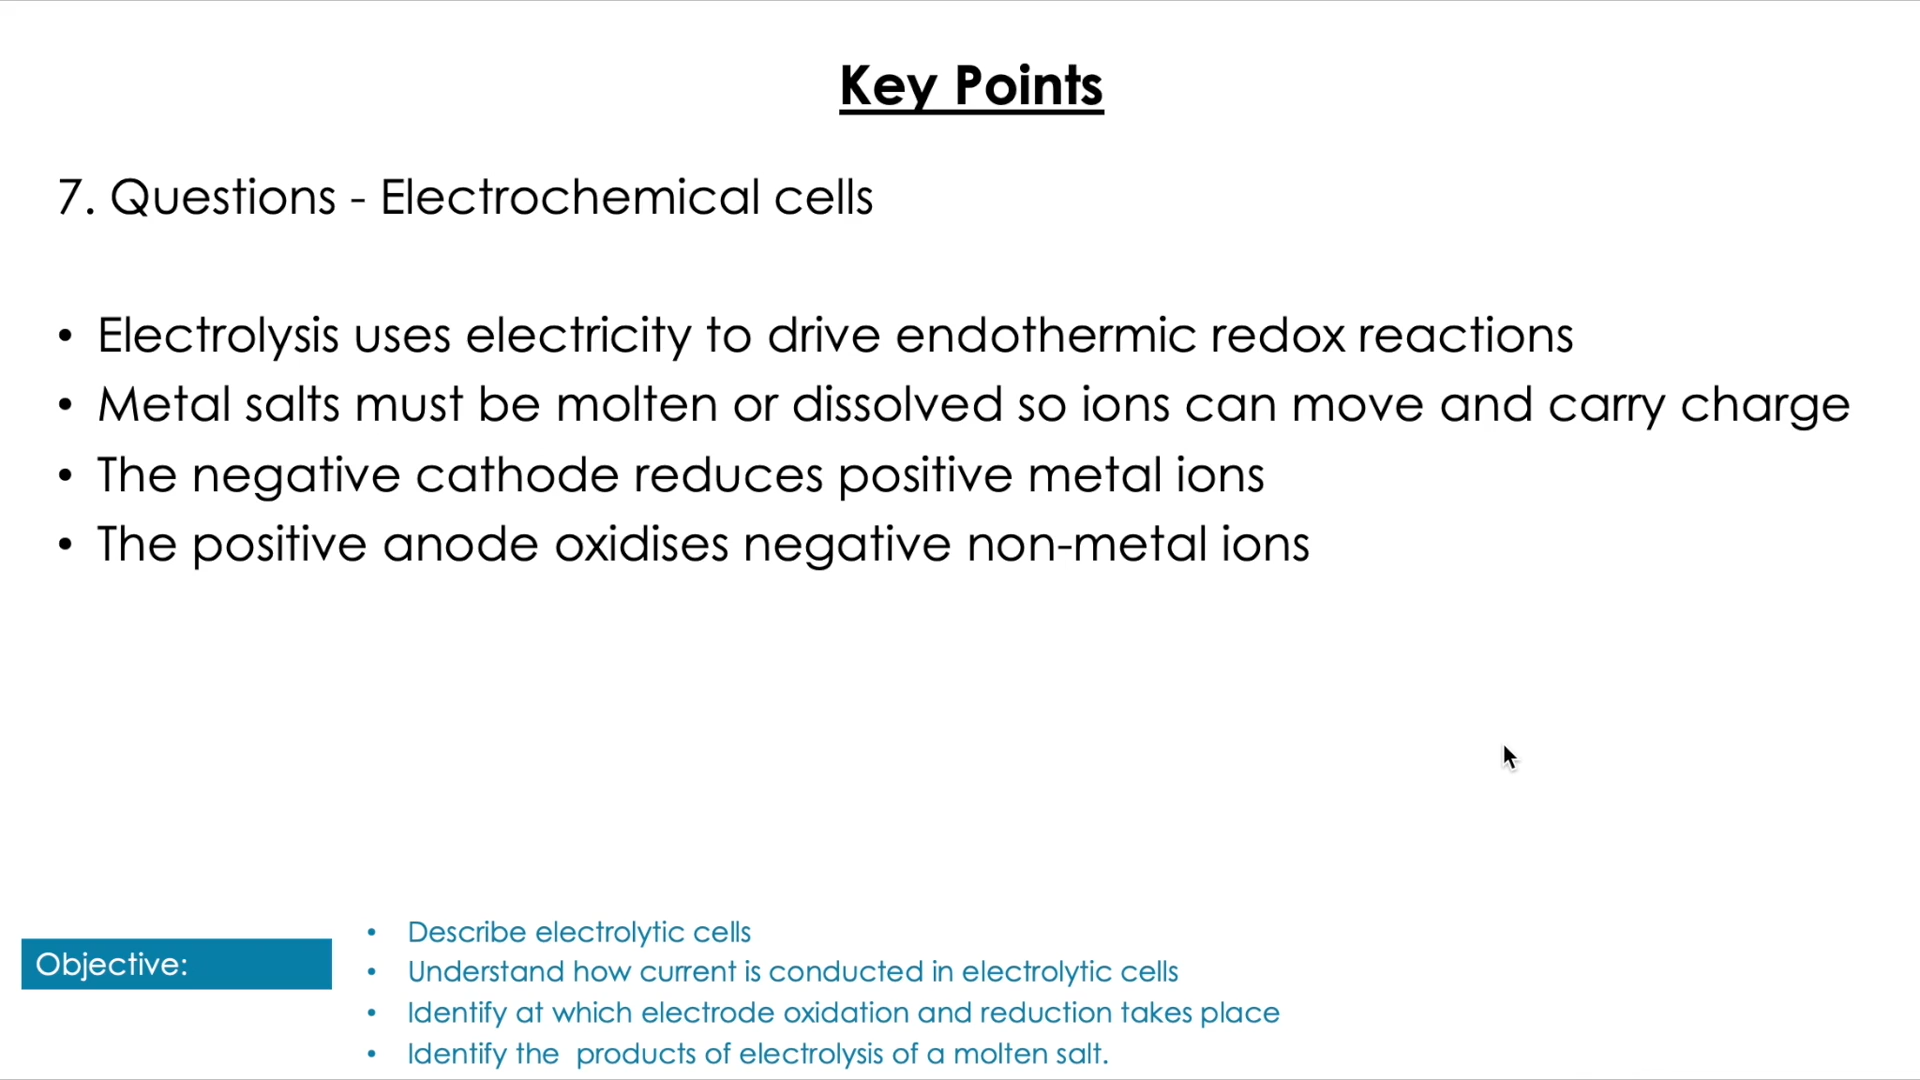 Key Points
7. Questions - Electrochemical cells
• Electrolysis uses electricity to drive endothermic redox reactions
• Metal salts must be molten or dissolved so ions can move and carry charge
• The negative cathode reduces positive metal ions
• The positive anode oxidises negative non-metal ions
Objective:
• Describe electrolytic cells
• Understand how current is conducted in electrolytic cells
• Identify at which electrode oxidation and reduction takes place
• Identify the  products of electrolysis of a molten salt.